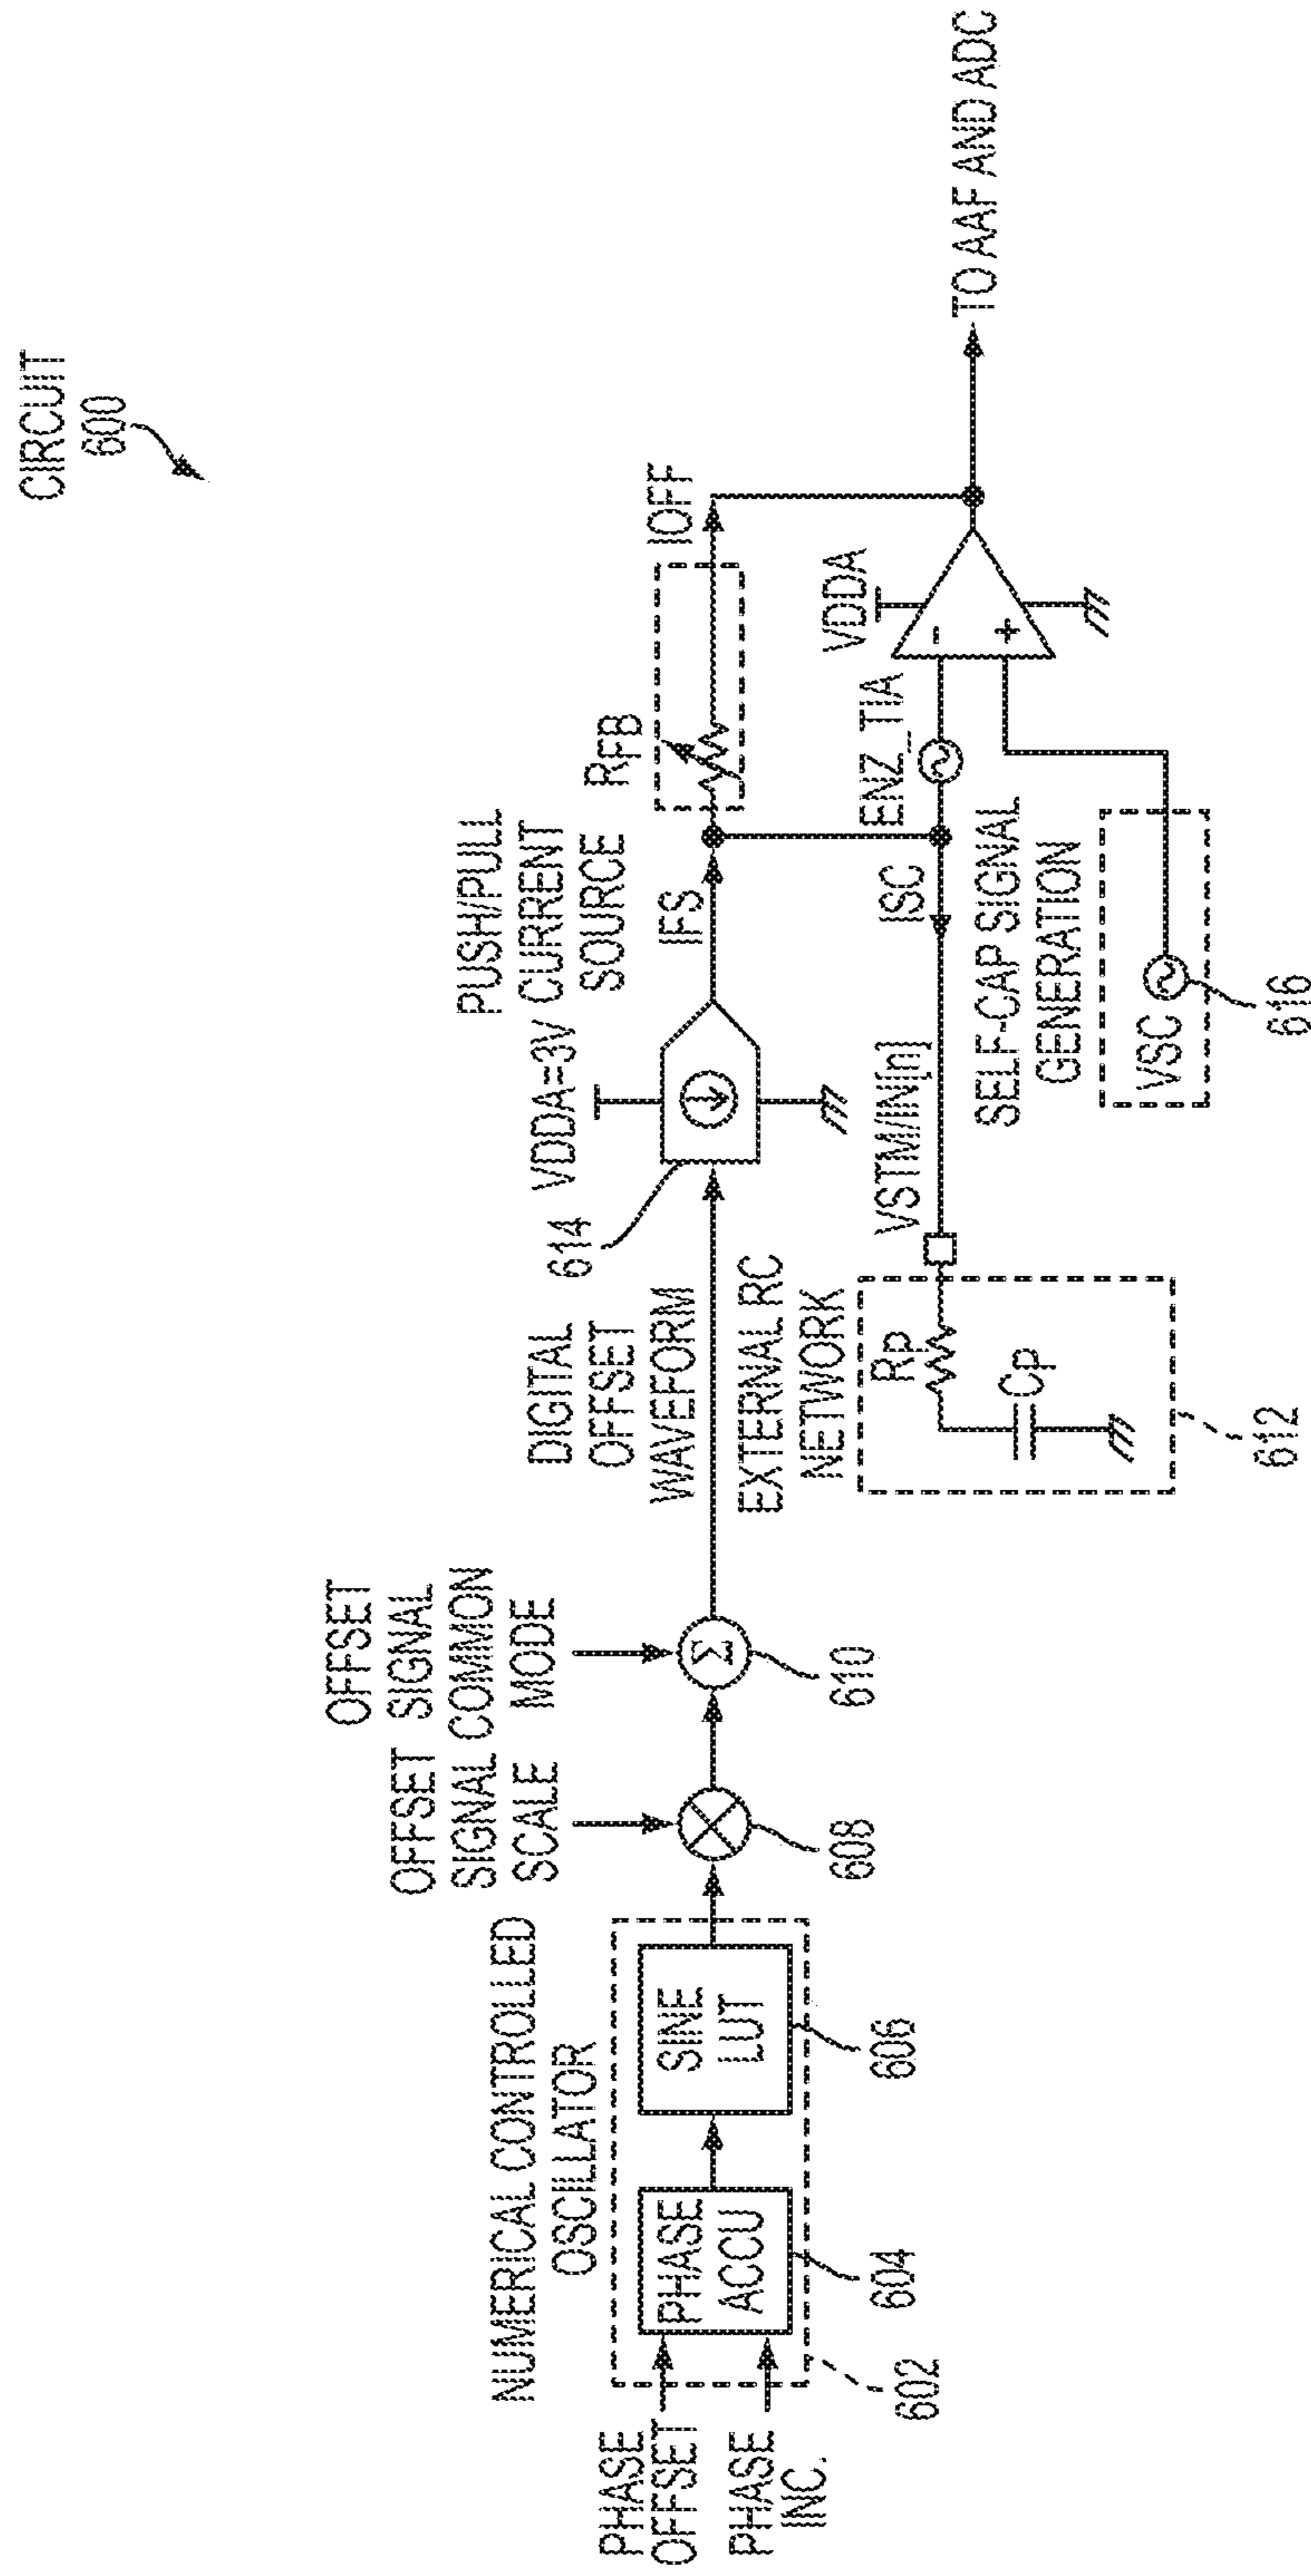 CIRCUIT
600
PHASE
OFFSET
PHASE
INC.
NUMERICAL CONTROLLED
OSCILLATOR
PHASE
ACCU
SINE
LUT
602
604
606
OFFSET
SIGNAL
SCALE
608
OFFSET
SIGNAL
COMMON
MODE
Σ
610
DIGITAL
OFFSET
WAVEFORM
614
VDDA=3V
PUSH/PULL
CURRENT
SOURCE
IFS
RFB
IOFF
EXTERNAL RC
NETWORK
RP
CP
612
VSTM/IN[n]
ISC
ENZ_TIA
VDDA
-
+
SELF-CAP SIGNAL
GENERATION
VSC
616
TO AAF AND ADC